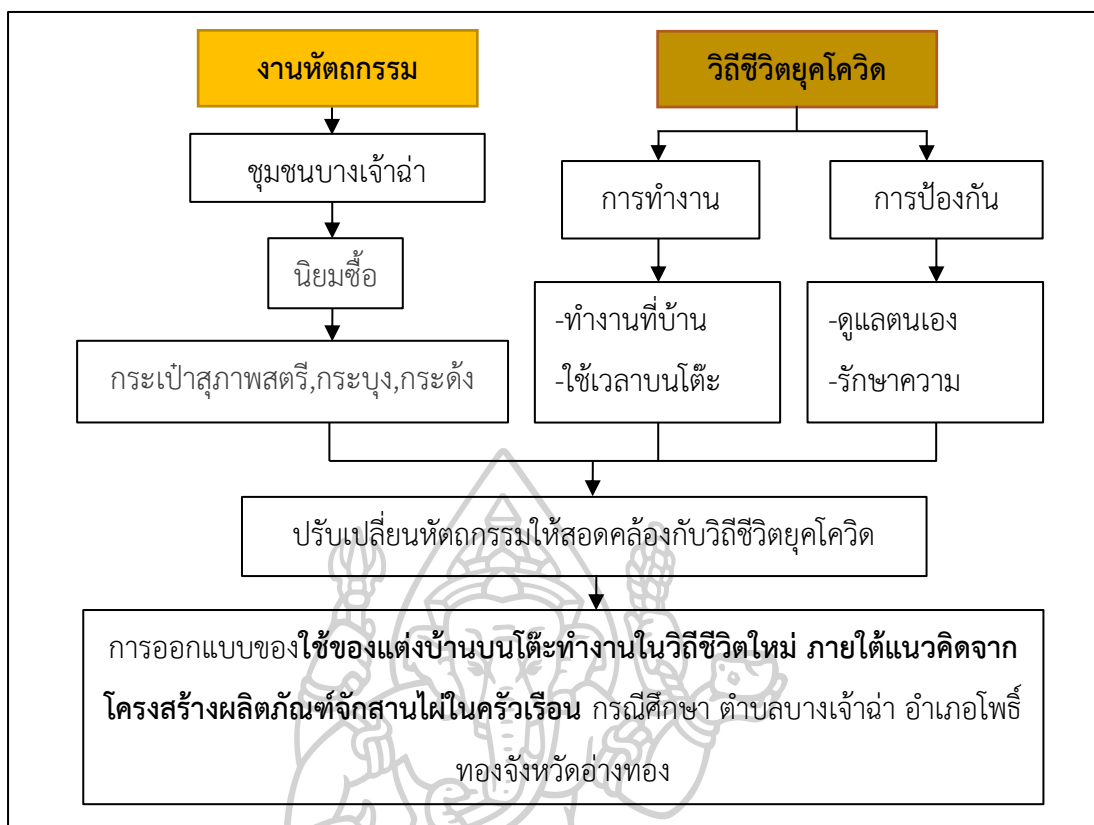 งานหัตถกรรม
วิถีชีวิตยุคโควิด
ชุมชนบางเจ้าฉ่า
การทำงาน
การป้องกัน
นิยมซื้อ
-ทำงานที่บ้าน
-ใช้เวลาบนโต๊ะ
-ดูแลตนเอง
-รักษาความ
กระเป๋าสุภาพสตรี,กระบุง,กระด้ง
ปรับเปลี่ยนหัตถกรรมให้สอดคล้องกับวิถีชีวิตยุคโควิด
การออกแบบของใช้ของแต่งบ้านบนโต๊ะทำงานในวิถีชีวิตใหม่ ภายใต้แนวคิดจาก
โครงสร้างผลิตภัณฑ์จักสานไผ่ในครัวเรือน กรณีศึกษา ตำบลบางเจ้าฉ่า อำเภอโพธิ์
ทองจังหวัดอ่างทอง